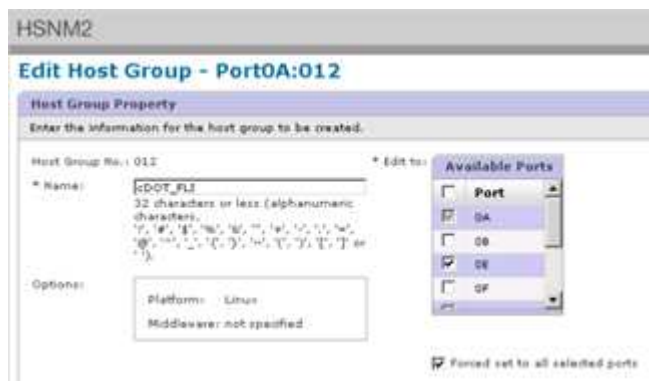 HSNM2
Edit Host Group - Port0A:012
Host Group Property
Enter the information for the host group to be created.
Host Group No.: 012
* Name: cDOT_FLI
32 characters or less (alphanumeric
characters,
'@', '^', '_', '{', '}', '~', '(', ')', '[', ']' or
' ').
Options:
Platform: Linux
Middleware: not specified
* Edit to:
Available Ports
Port
0A
0B
0E
0F
Forced set to all selected ports